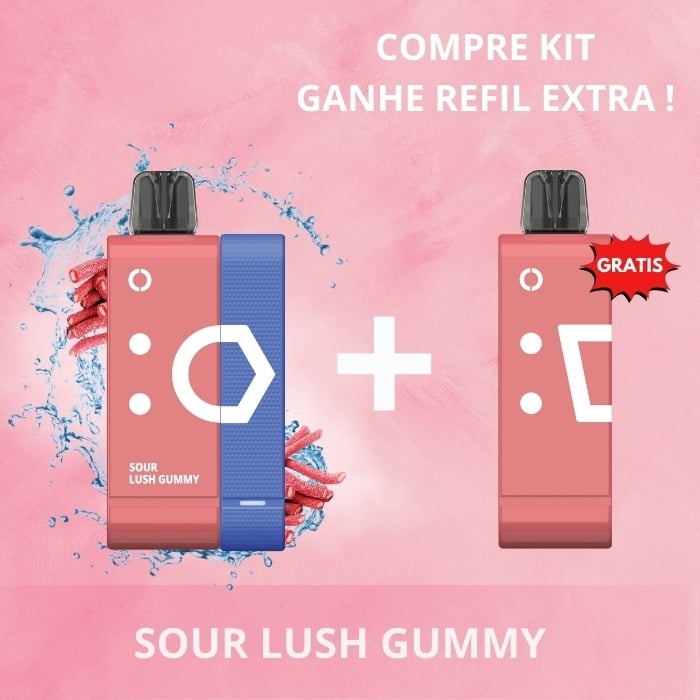 COMPRE KIT
GANHE REFIL EXTRA !
GRATIS
SOUR
LUSH GUMMY
SOUR LUSH GUMMY